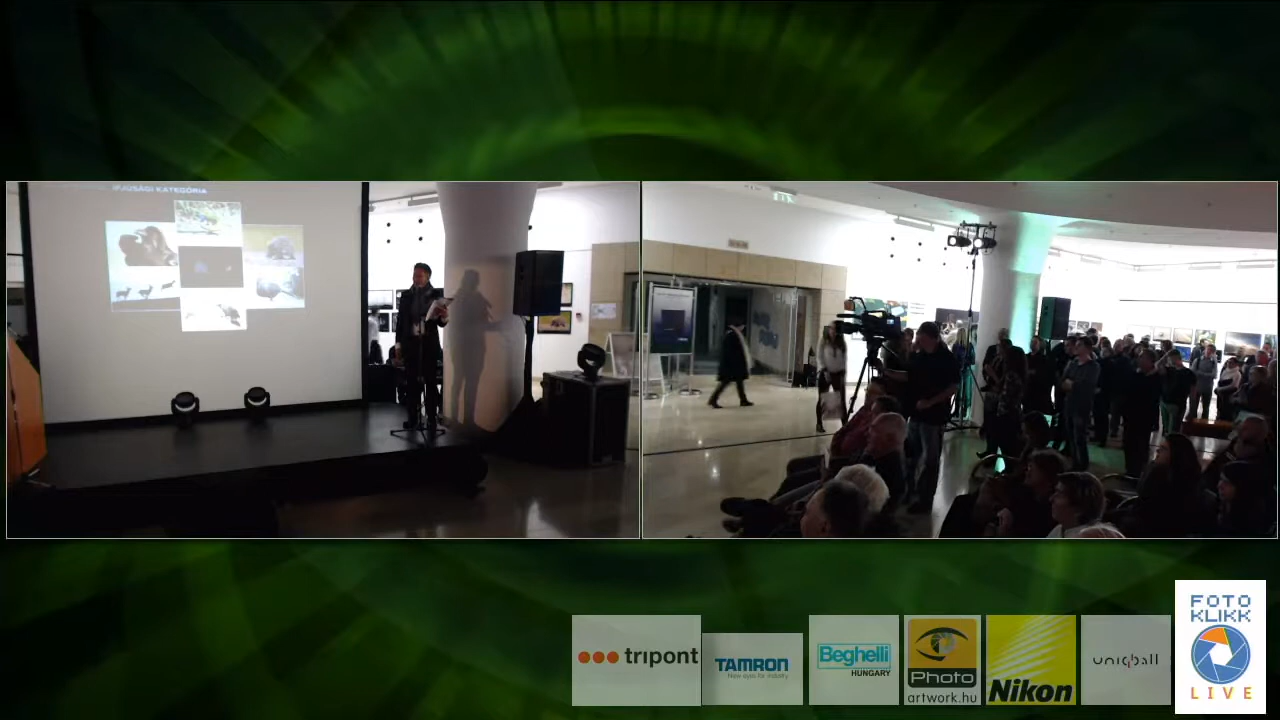 IFJÚSÁGI KATEGÓRIA
tripont
TAMRON
New eyes for industry
Beghelli
HUNGARY
Photo
artwork.hu
Nikon
uniqball
FOTO
KLIKK
LIVE